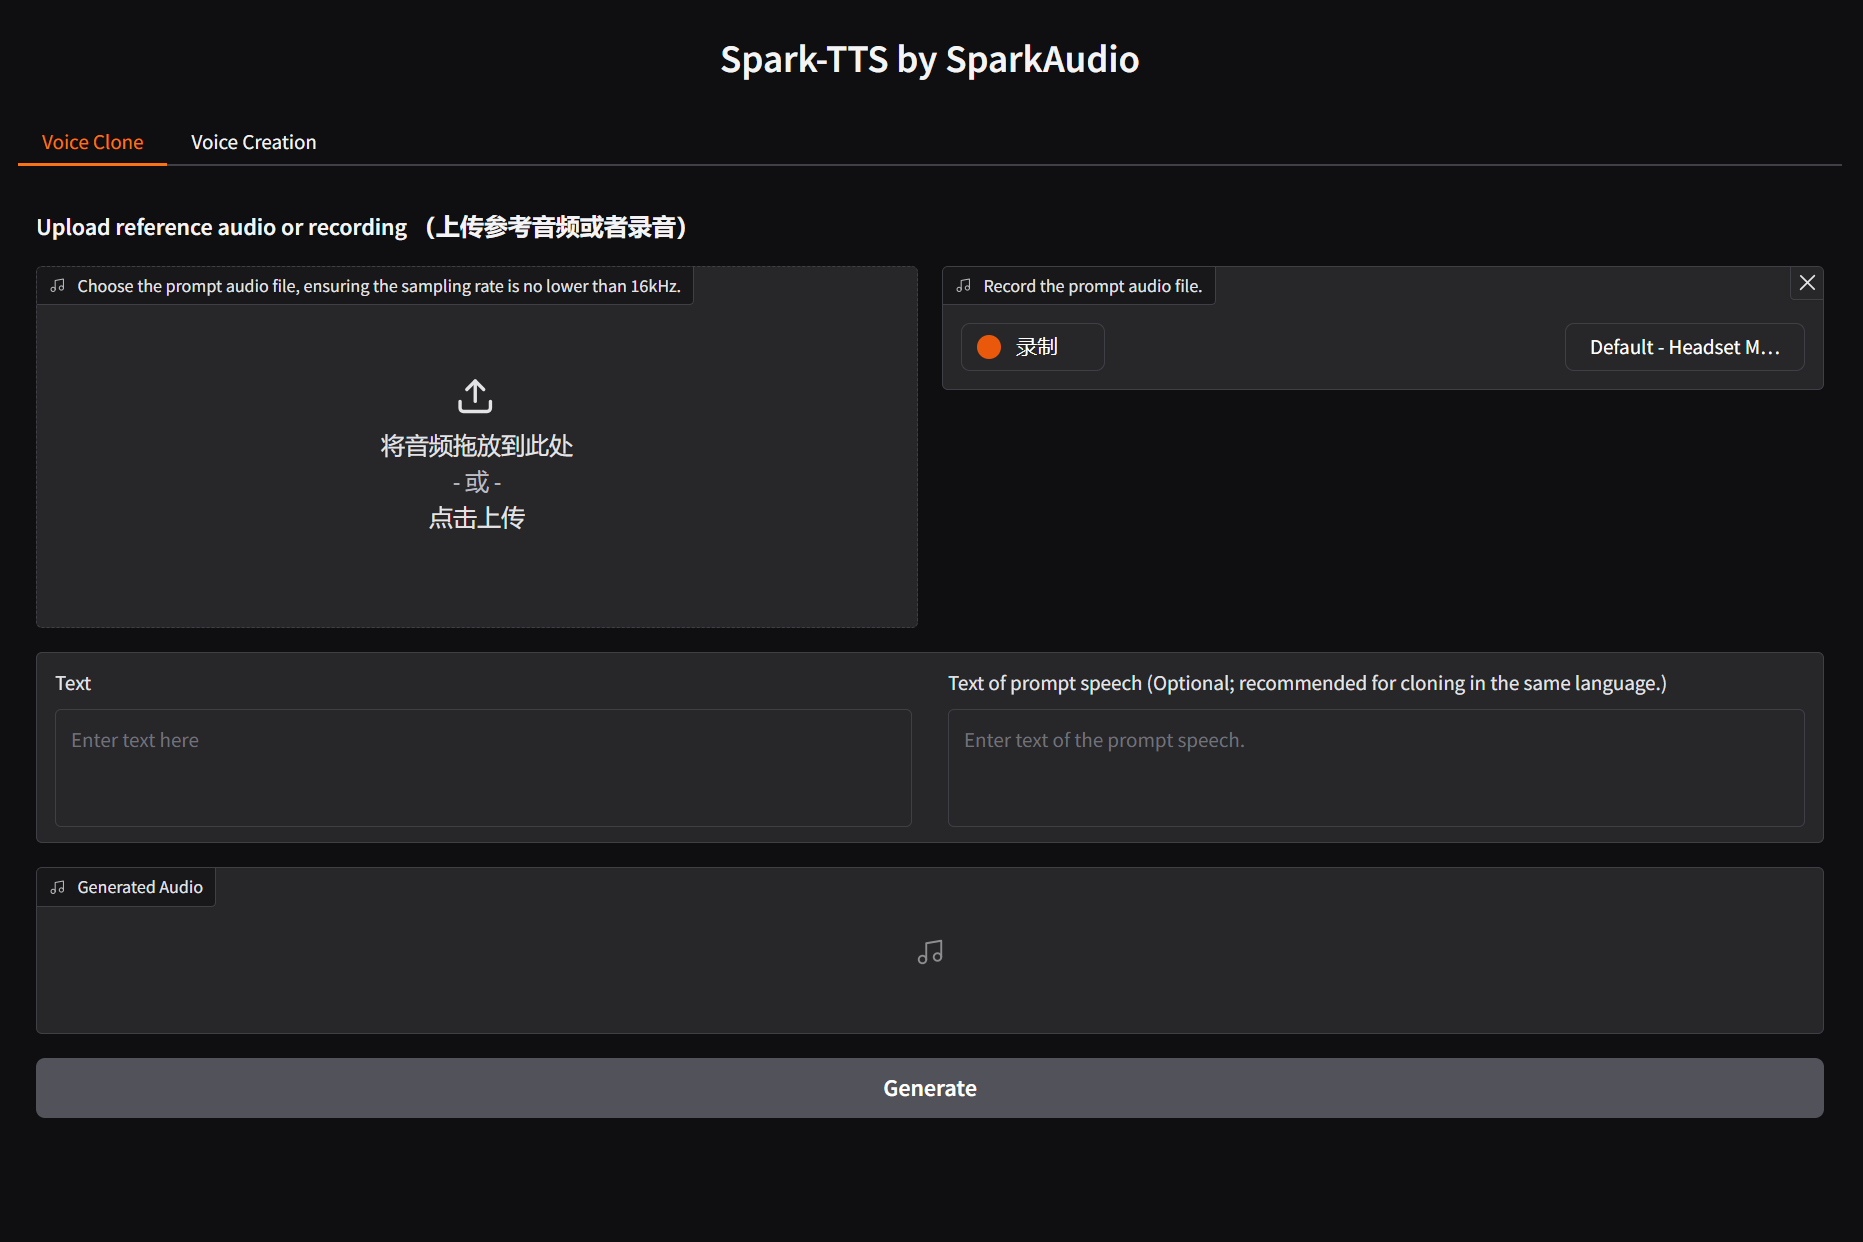 Spark-TTS by SparkAudio
Voice Clone
Voice Creation
Upload reference audio or recording （上传参考音频或者录音）
Choose the prompt audio file, ensuring the sampling rate is no lower than 16kHz.
将音频拖放到此处
- 或 -
点击上传
Record the prompt audio file.
录制
Default - Headset M...
Text
Enter text here
Text of prompt speech (Optional; recommended for cloning in the same language.)
Enter text of the prompt speech.
Generated Audio
Generate